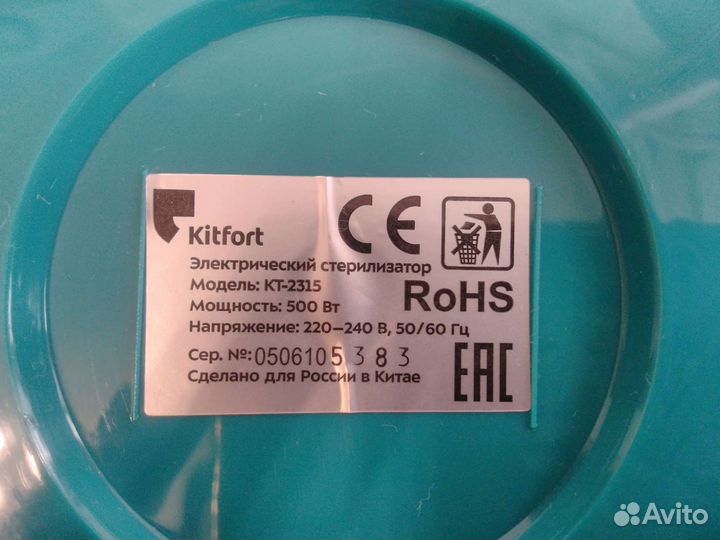 Kitfort
CE
Электрический стерилизатор
Модель: КТ-2315
Мощность: 500 Вт
RoHS
Напряжение: 220–240 В, 50/60 Гц
Сер. №: 0506105383
Сделано для России в Китае
EAC
Avito